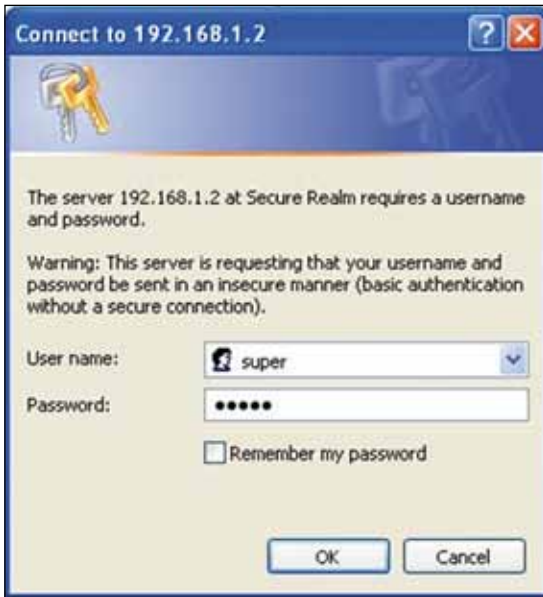 Connect to 192.168.1.2
The server 192.168.1.2 at Secure Realm requires a username
and password.
Warning: This server is requesting that your username and
password be sent in an insecure manner (basic authentication
without a secure connection).
User name:
super
Password:
•••••
Remember my password
OK
Cancel